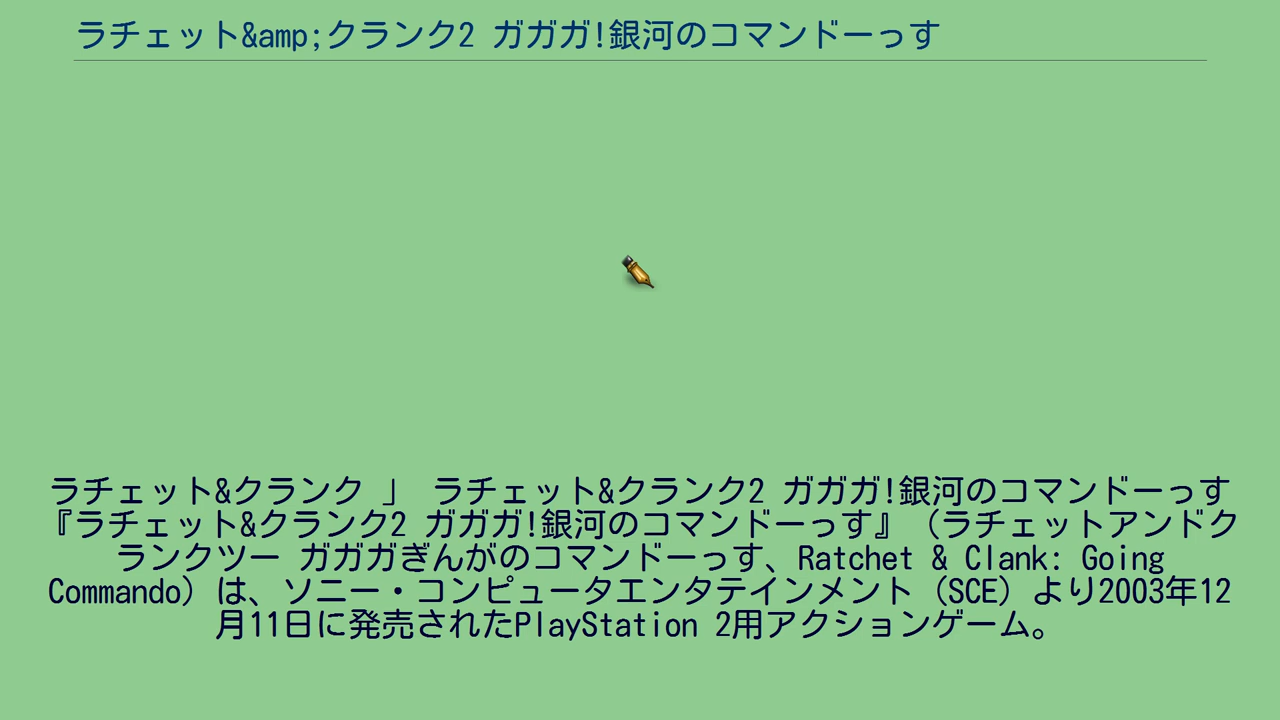 ラチェット&amp;クランク2 ガガガ!銀河のコマンドーっす
ラチェット&クランク 」 ラチェット&クランク2 ガガガ!銀河のコマンドーっす
『ラチェット&クランク2 ガガガ!銀河のコマンドーっす』（ラチェットアンドク
ランクツー ガガガぎんがのコマンドーっす、Ratchet & Clank: Going
Commando）は、ソニー・コンピュータエンタテインメント（SCE）より2003年12
月11日に発売されたPlayStation 2用アクションゲーム。